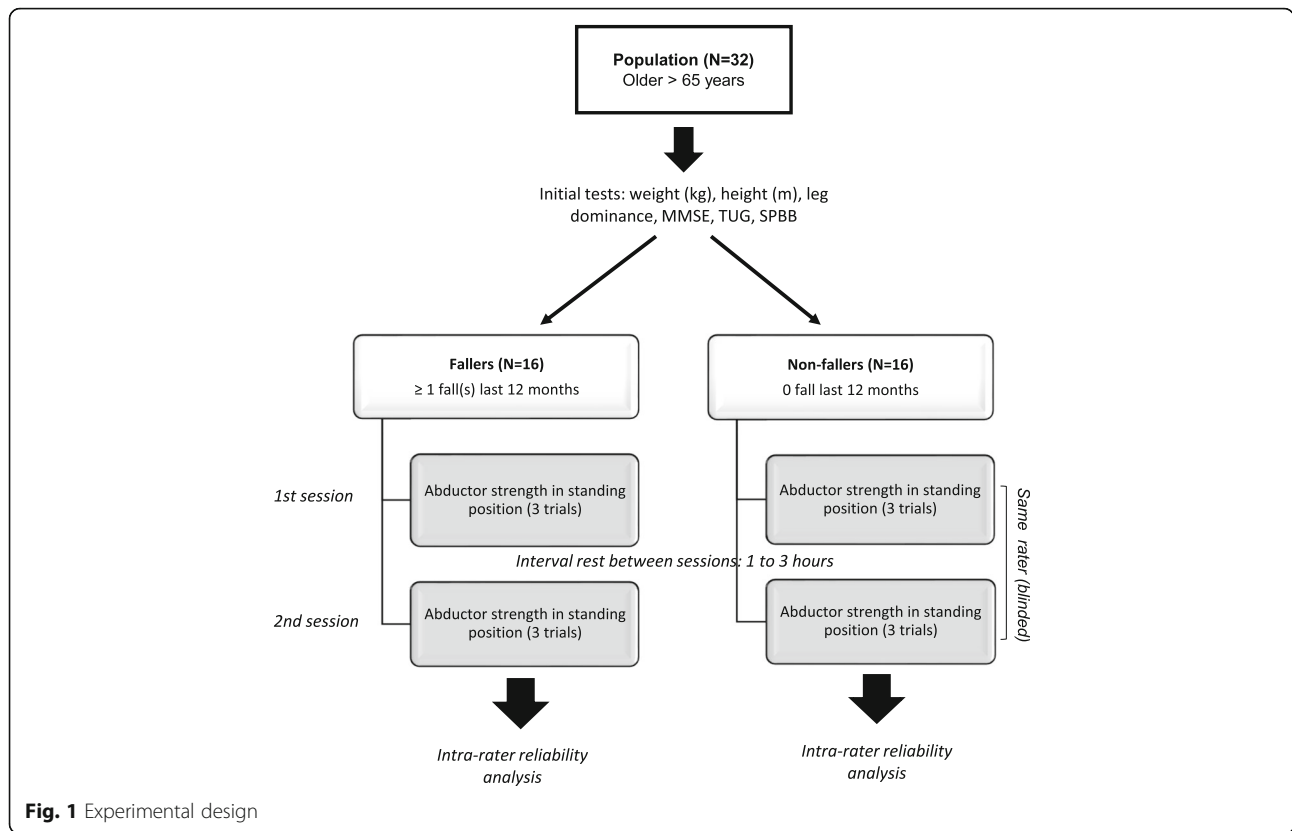 Population (N=32)
Older > 65 years
Initial tests: weight (kg), height (m), leg
dominance, MMSE, TUG, SPBB
Fallers (N=16)
≥ 1 fall(s) last 12 months
Non-fallers (N=16)
0 fall last 12 months
1st session
Abductor strength in standing
position (3 trials)
Abductor strength in standing
position (3 trials)
Same rater (blinded)
Interval rest between sessions: 1 to 3 hours
2nd session
Abductor strength in standing
position (3 trials)
Abductor strength in standing
position (3 trials)
Intra-rater reliability
analysis
Intra-rater reliability
analysis
Fig. 1 Experimental design